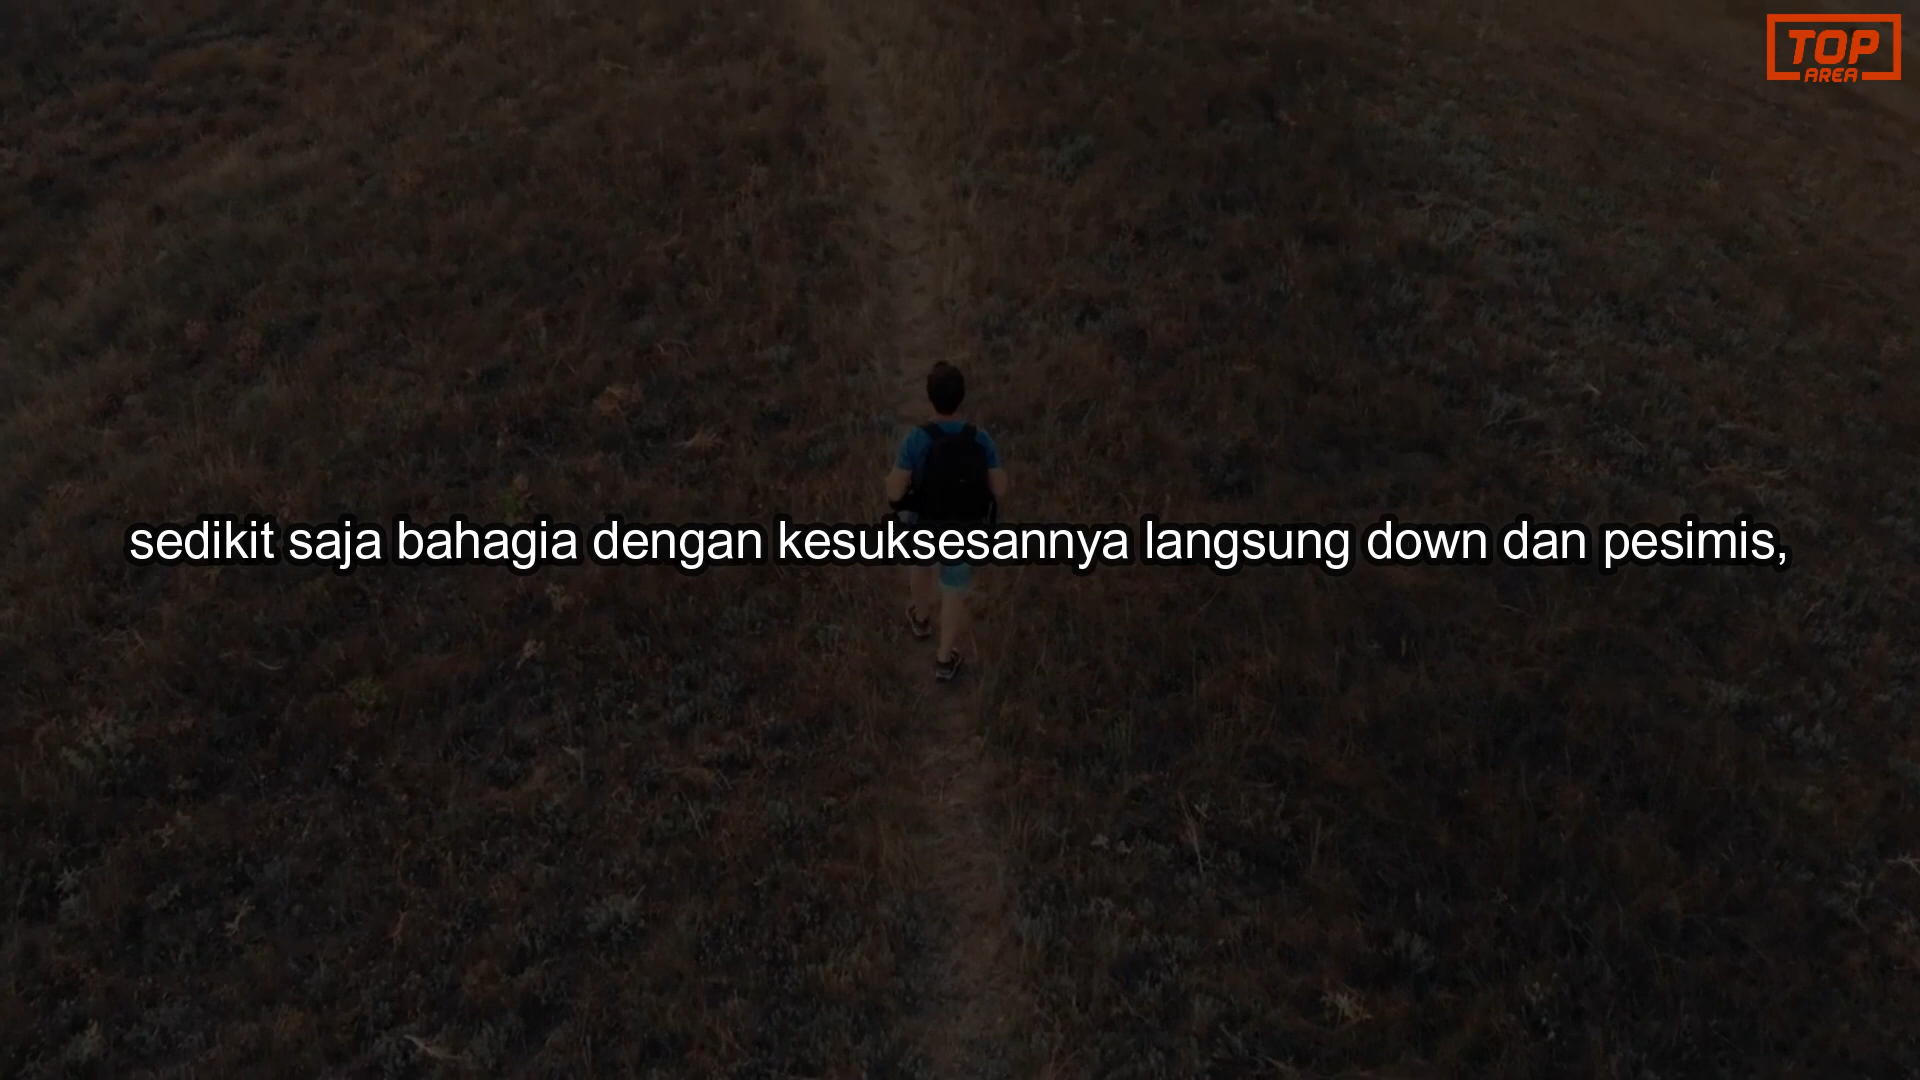 TOP
AREA
sedikit saja bahagia dengan kesuksesannya langsung down dan pesimis,